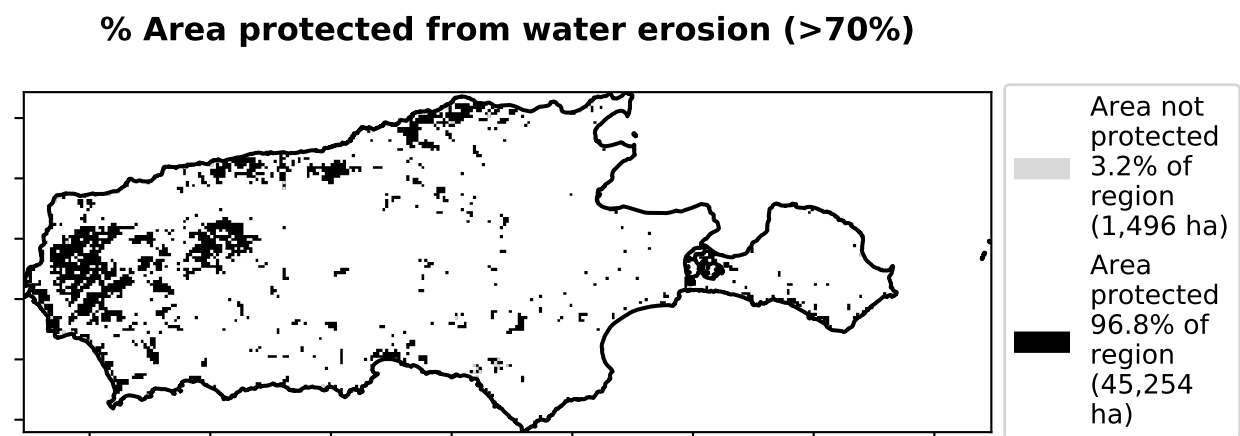 % Area protected from water erosion (>70%)
Area not
protected
3.2% of
region
(1,496 ha)
Area
protected
96.8% of
region
(45,254
ha)